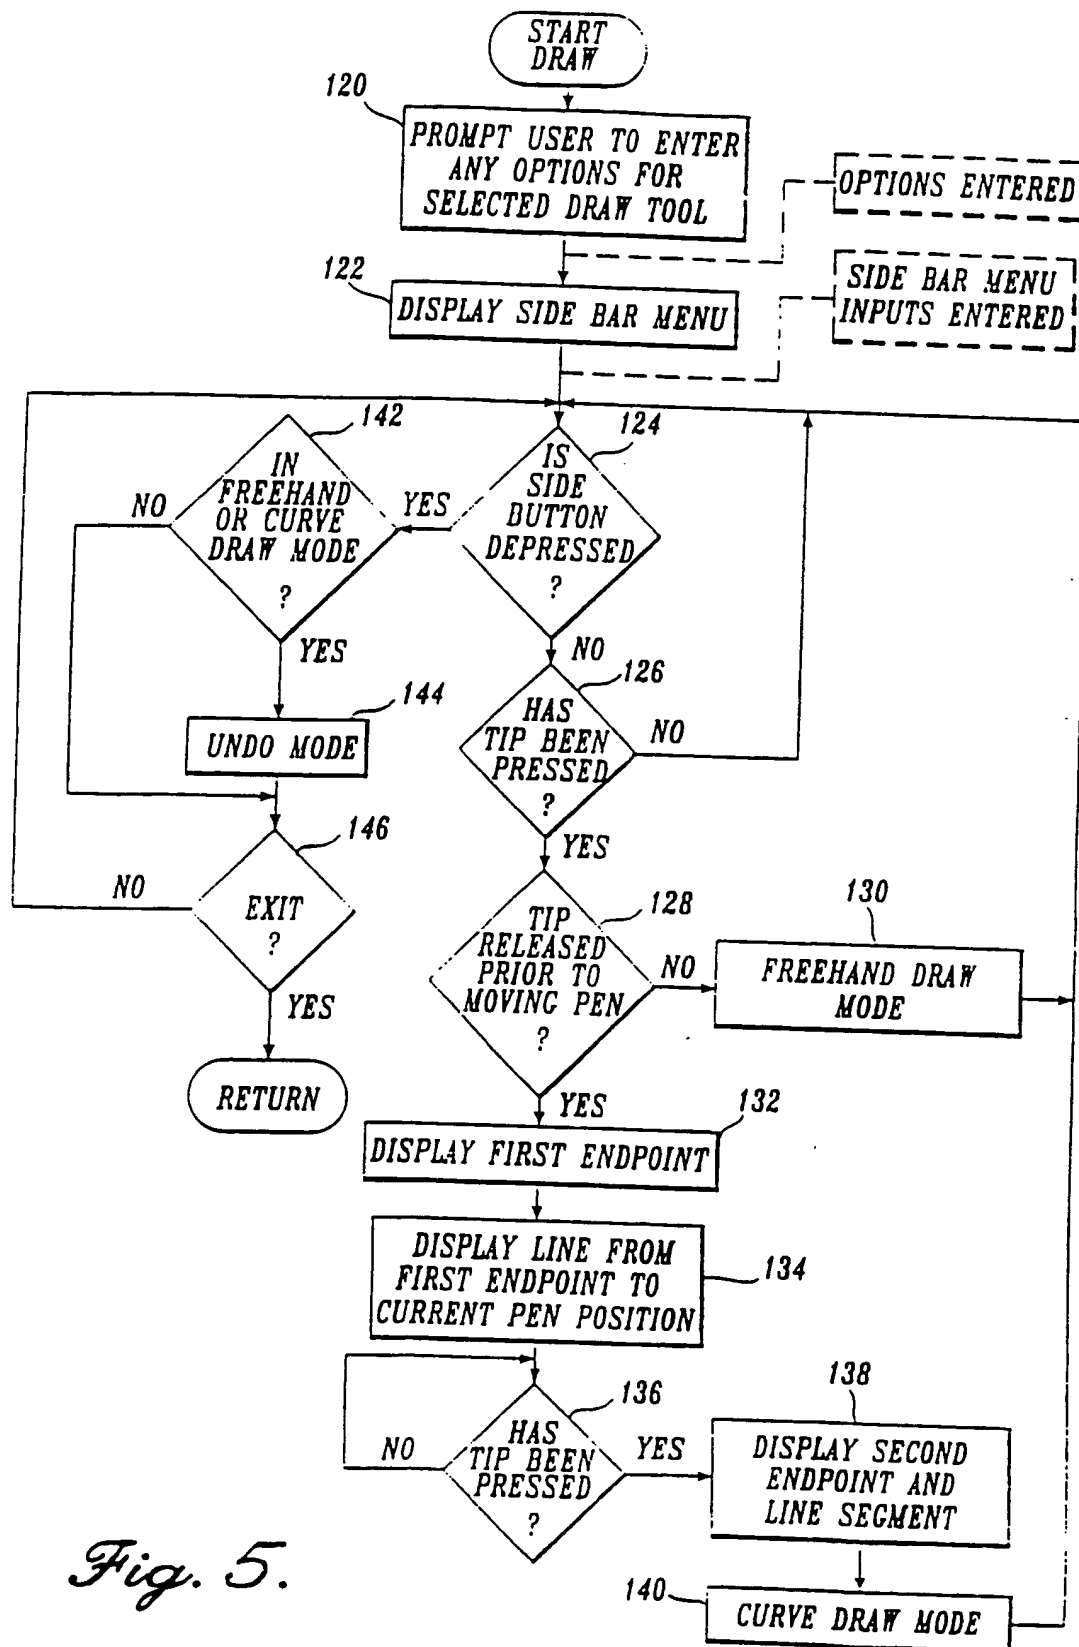 START
DRAW
120
PROMPT USER TO ENTER
ANY OPTIONS FOR
SELECTED DRAW TOOL
OPTIONS ENTERED
122
DISPLAY SIDE BAR MENU
SIDE BAR MENU
INPUTS ENTERED
142
IN
FREEHAND
OR CURVE
DRAW MODE
?
NO
YES
124
IS
SIDE
BUTTON
DEPRESSED
?
YES
NO
144
UNDO MODE
126
HAS
TIP BEEN
PRESSED
?
NO
YES
146
EXIT
?
NO
YES
RETURN
128
TIP
RELEASED
PRIOR TO
MOVING PEN
?
NO
130
FREEHAND DRAW
MODE
YES
132
DISPLAY FIRST ENDPOINT
DISPLAY LINE FROM
FIRST ENDPOINT TO
CURRENT PEN POSITION
134
136
HAS
TIP BEEN
PRESSED
?
NO
YES
138
DISPLAY SECOND
ENDPOINT AND
LINE SEGMENT
140
CURVE DRAW MODE
Fig. 5.